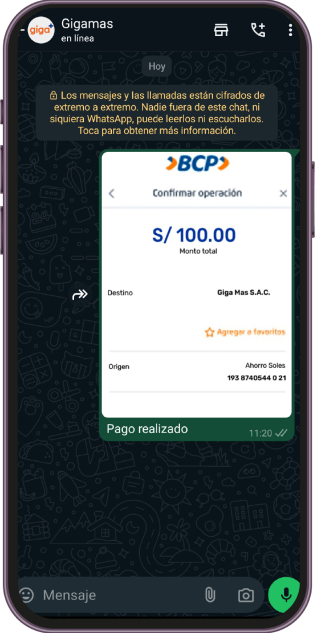 giga+
Gigamas
en línea
Hoy
Los mensajes y las llamadas están cifrados de
extremo a extremo. Nadie fuera de este chat, ni
siquiera WhatsApp, puede leerlos ni escucharlos.
Toca para obtener más información.
BCP
Confirmar operación
S/ 100.00
Monto total
Destino Giga Mas S.A.C.
Agregar a favoritos
Origen Ahorro Soles
193 8740544 0 21
Pago realizado
11:20
Mensaje